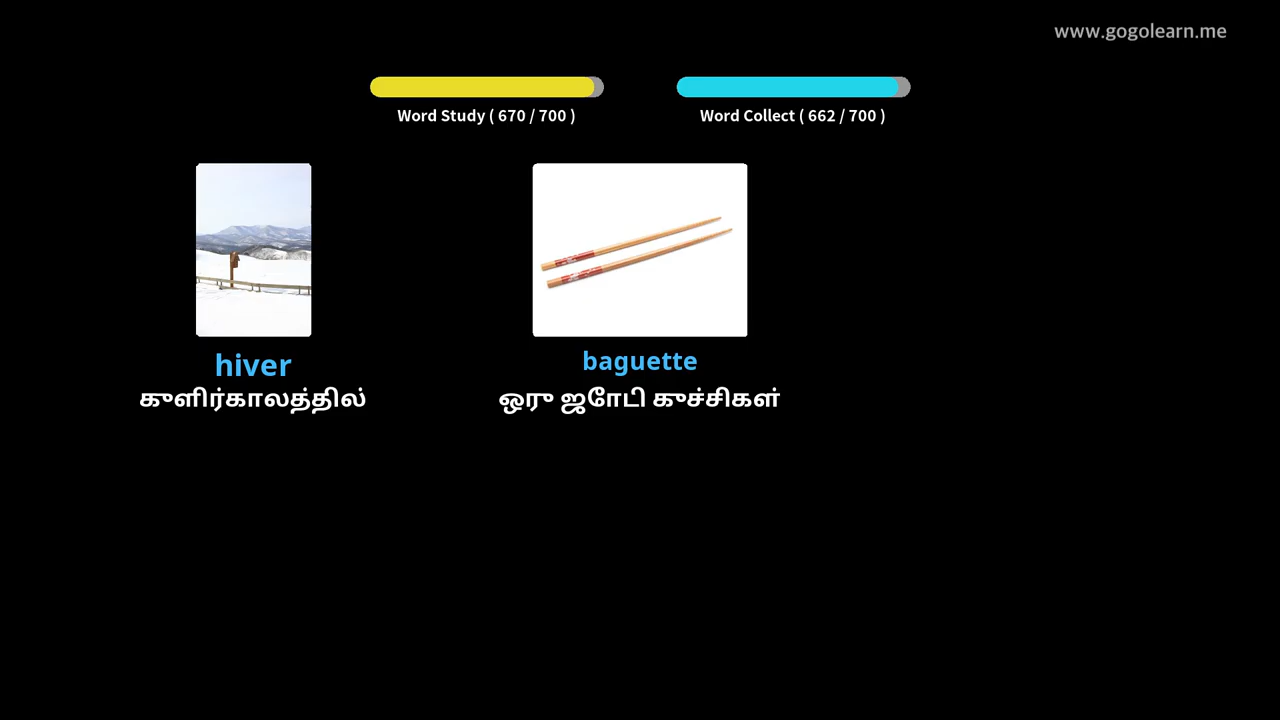 www.gogolearn.me
Word Study ( 670 / 700 )
Word Collect ( 662 / 700 )
hiver
baguette
குளிர்காலத்தில்
ஒரு ஜோடி குச்சிகள்